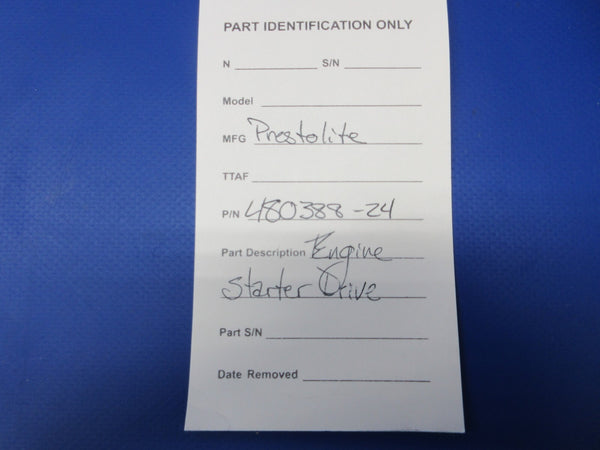 PART IDENTIFICATION ONLY
N S/N
Model
MFG Prestolite
TTAF
P/N 480388-24
Part Description Engine
Starter Drive
Part S/N
Date Removed